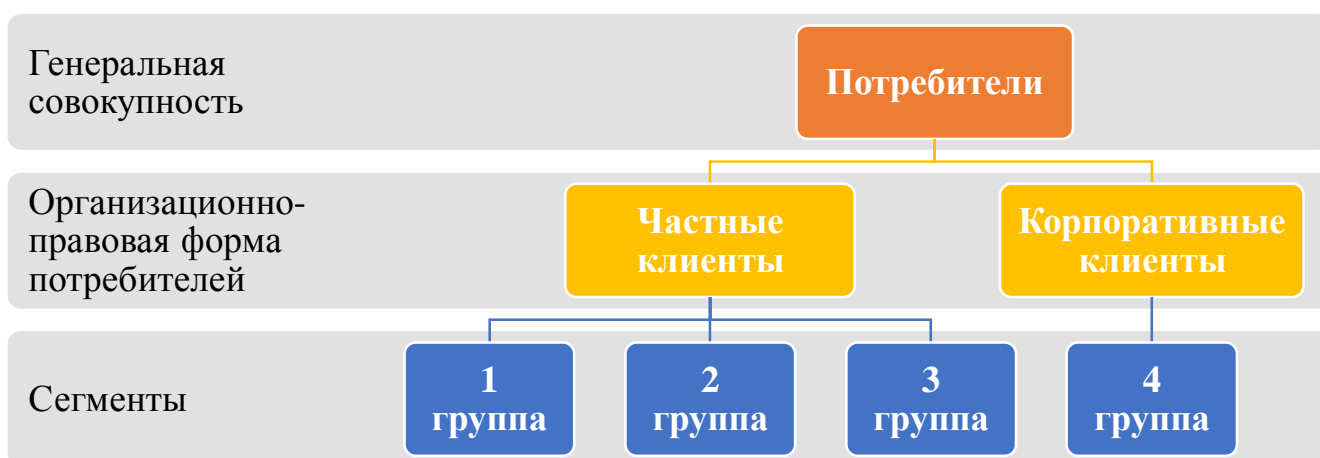 Генеральная
совокупность
Потребители
Организационно-
правовая форма
потребителей
Частные
клиенты
Корпоративные
клиенты
Сегменты
1
группа
2
группа
3
группа
4
группа